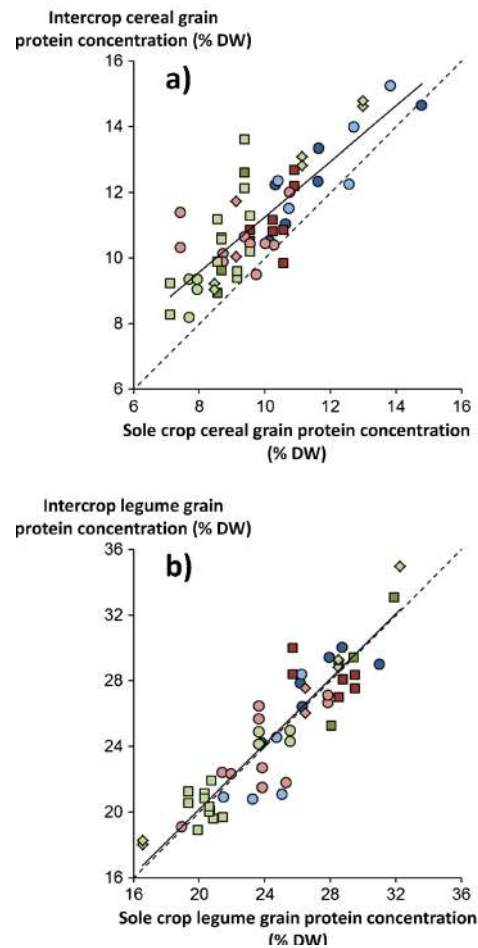 Intercrop cereal grain
protein concentration (% DW)
16
a)
14
12
10
8
6
6 8 10 12 14 16
Sole crop cereal grain protein concentration
(% DW)
Intercrop legume grain
protein concentration (% DW)
36
b)
32
28
24
20
16
16 20 24 28 32 36
Sole crop legume grain protein concentration
(% DW)